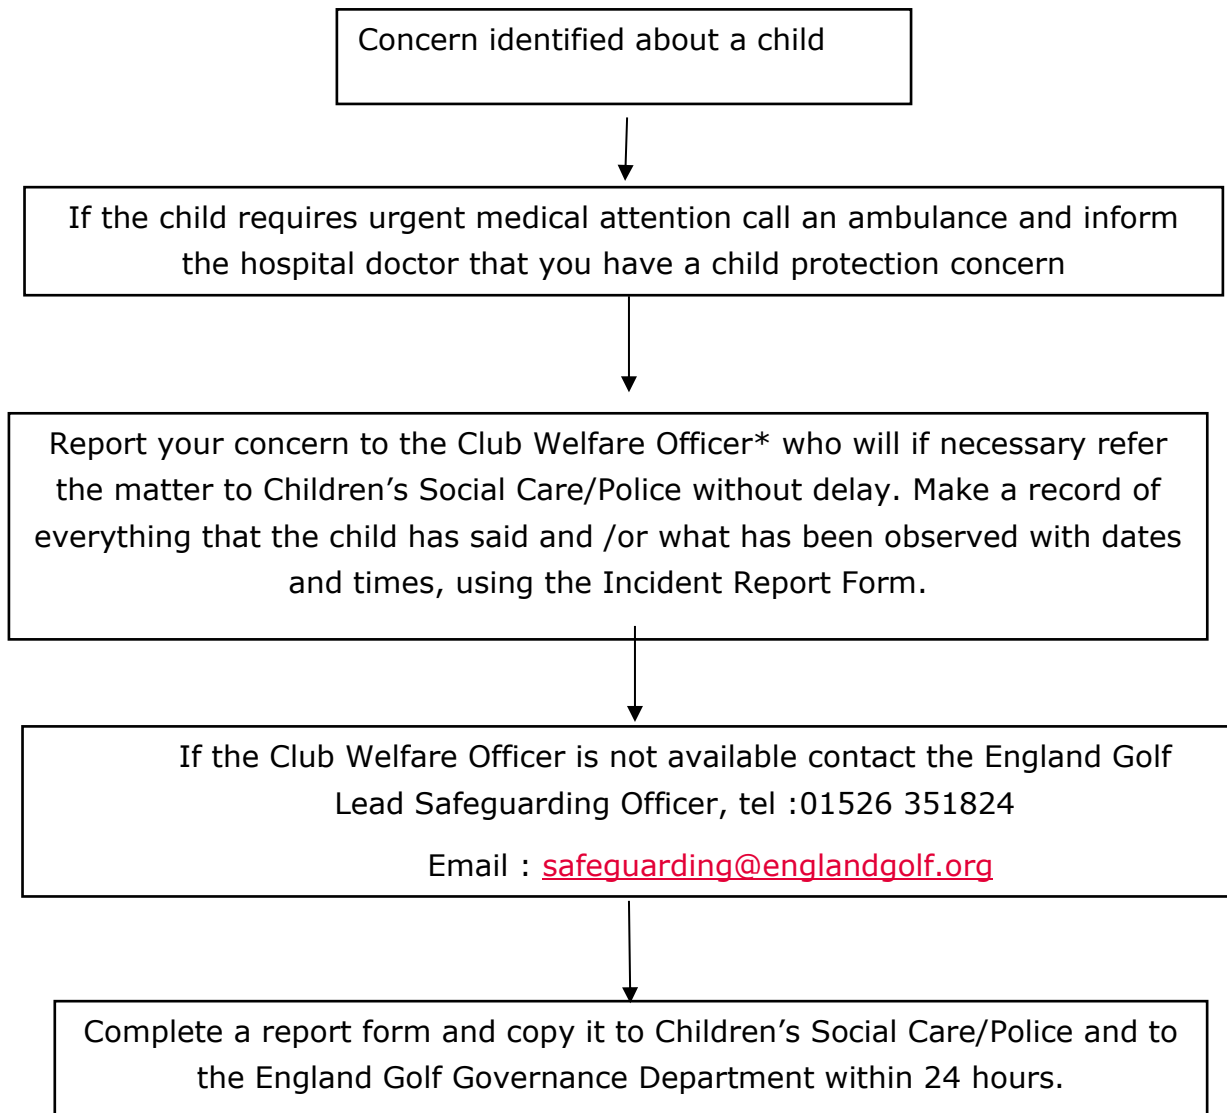 Concern identified about a child
If the child requires urgent medical attention call an ambulance and inform
the hospital doctor that you have a child protection concern
Report your concern to the Club Welfare Officer* who will if necessary refer
the matter to Children’s Social Care/Police without delay. Make a record of
everything that the child has said and /or what has been observed with dates
and times, using the Incident Report Form.
If the Club Welfare Officer is not available contact the England Golf
Lead Safeguarding Officer, tel :01526 351824
Email : safeguarding@englandgolf.org
Complete a report form and copy it to Children’s Social Care/Police and to
the England Golf Governance Department within 24 hours.